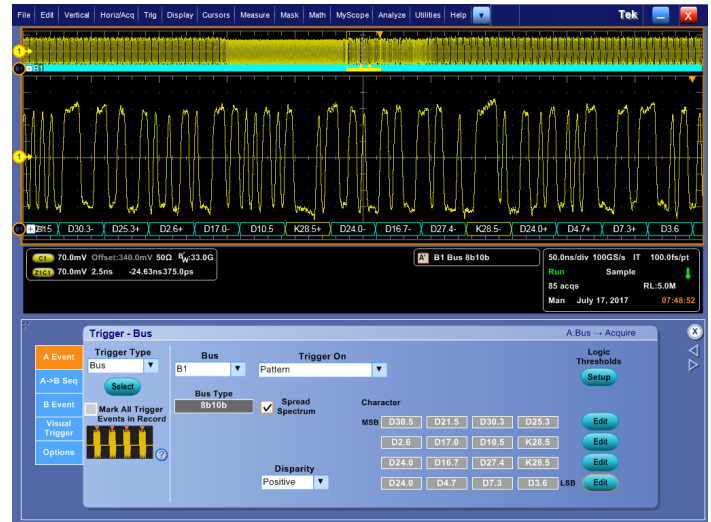 File Edit Vertical Horiz/Acq Trig Display Cursors Measure Mask Math MyScope Analyze Utilities Help Tek X
1
B1 B1
1
B1 D30.3- D25.3+ D2.6+ D17.0- D10.5 K28.5+ D24.0- D16.7- D27.4- K28.5- D24.0+ D4.7+ D7.3+ D3.6
C1 70.0mV Offset:340.0mV 50Ω BW:33.0G
Z1C1 70.0mV 2.5ns -24.63ns 375.0ps
A' B1 Bus 8b10b
50.0ns/div 100GS/s IT 100.0fs/pt
Run Sample
85 acqs RL:5.0M
Man July 17, 2017 07:48:52
Trigger - Bus A:Bus → Acquire X
A Event
A->B Seq
B Event
Visual
Trigger
Options
Trigger Type
Bus
Select
Mark All Trigger
Events in Record
?
Bus
B1
Bus Type
8b10b
Trigger On
Pattern
Spread
Spectrum
Disparity
Positive
Character
MSB D30.5 D21.5 D30.3 D25.3
D2.6 D17.0 D10.5 K28.5
D24.0 D16.7 D27.4 K28.5
D24.0 D4.7 D7.3 D3.6 LSB
Logic
Thresholds
Setup
Edit
Edit
Edit
Edit